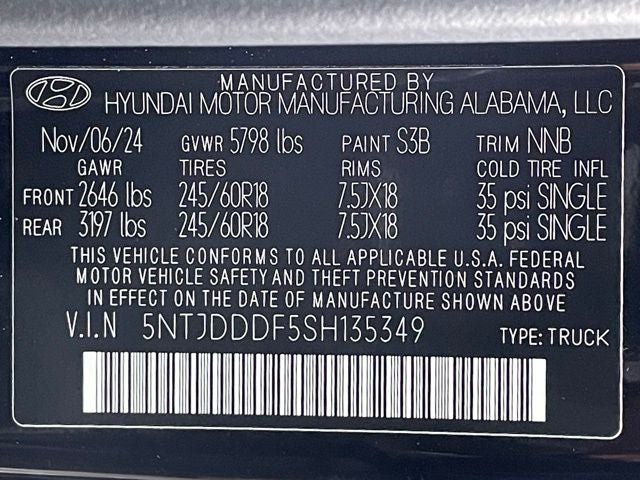 MANUFACTURED BY
HYUNDAI MOTOR MANUFACTURING ALABAMA, LLC
Nov/06/24 GVWR 5798 lbs PAINT S3B TRIM NNB
GAWR TIRES RIMS COLD TIRE INFL
FRONT 2646 lbs 245/60R18 7.5JX18 35 psi SINGLE
REAR 3197 lbs 245/60R18 7.5JX18 35 psi SINGLE
THIS VEHICLE CONFORMS TO ALL APPLICABLE U.S.A. FEDERAL
MOTOR VEHICLE SAFETY AND THEFT PREVENTION STANDARDS
IN EFFECT ON THE DATE OF MANUFACTURE SHOWN ABOVE
V.I.N 5NTJDDDF5SH135349 TYPE: TRUCK